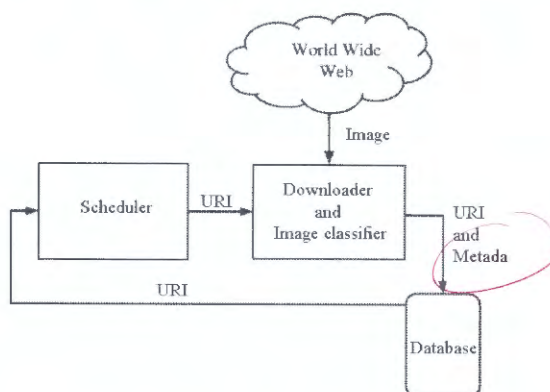 World Wide
Web
Image
Scheduler
URI
Downloader
and
Image classifier
URI
and
Metada
URI
Database